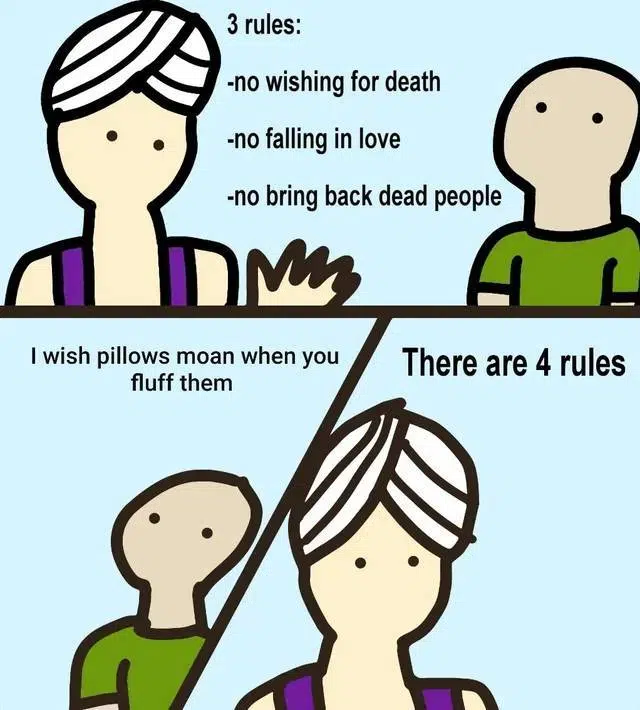 3 rules:
-no wishing for death
-no falling in love
-no bring back dead people
I wish pillows moan when you
fluff them
There are 4 rules